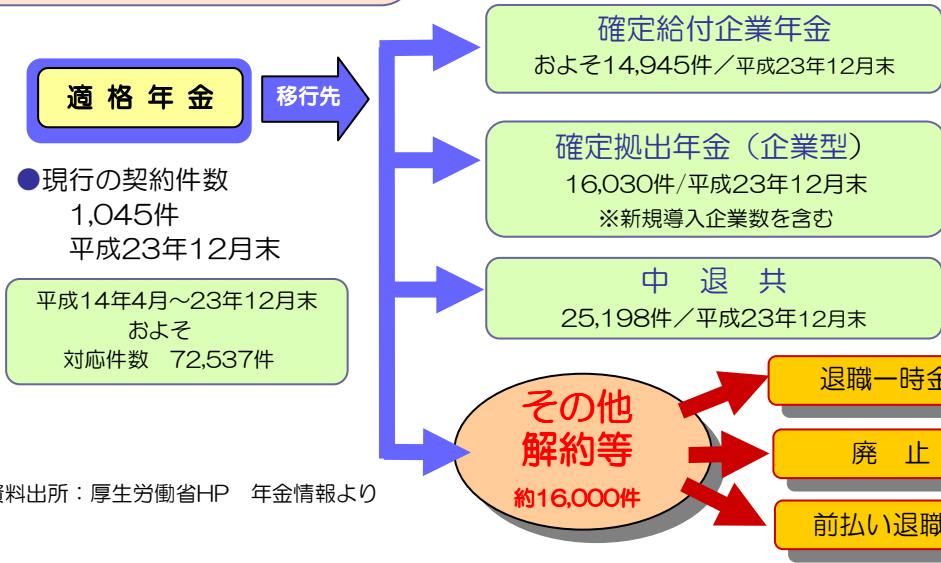 適格年金
移行先
●現行の契約件数
1,045件
平成23年12月末
平成14年4月～23年12月末
およそ
対応件数　72,537件
確定給付企業年金
およそ14,945件／平成23年12月末
確定拠出年金（企業型）
16,030件/平成23年12月末
※新規導入企業数を含む
中　退　共
25,198件／平成23年12月末
その他
解約等
約16,000件
退職一時金
廃　止
前払い退職
資料出所：厚生労働省HP　年金情報より